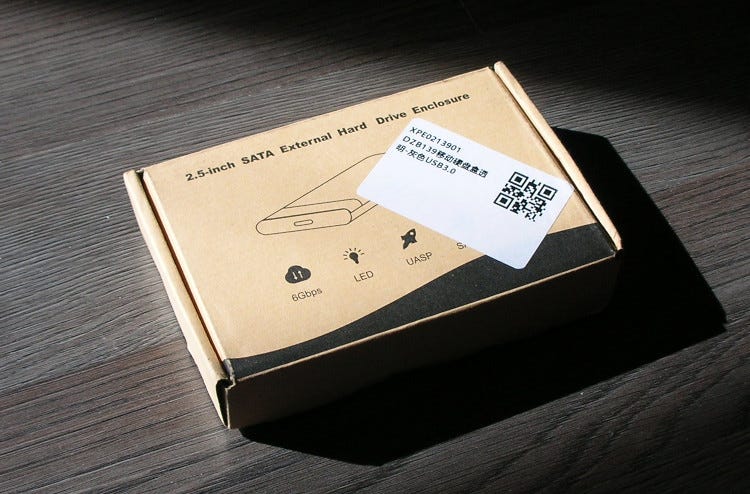 2.5-inch SATA External Hard Drive Enclosure
XPE0213901
DZB139移动硬盘盒透
明-灰色USB3.0
6Gbps
LED
UASP